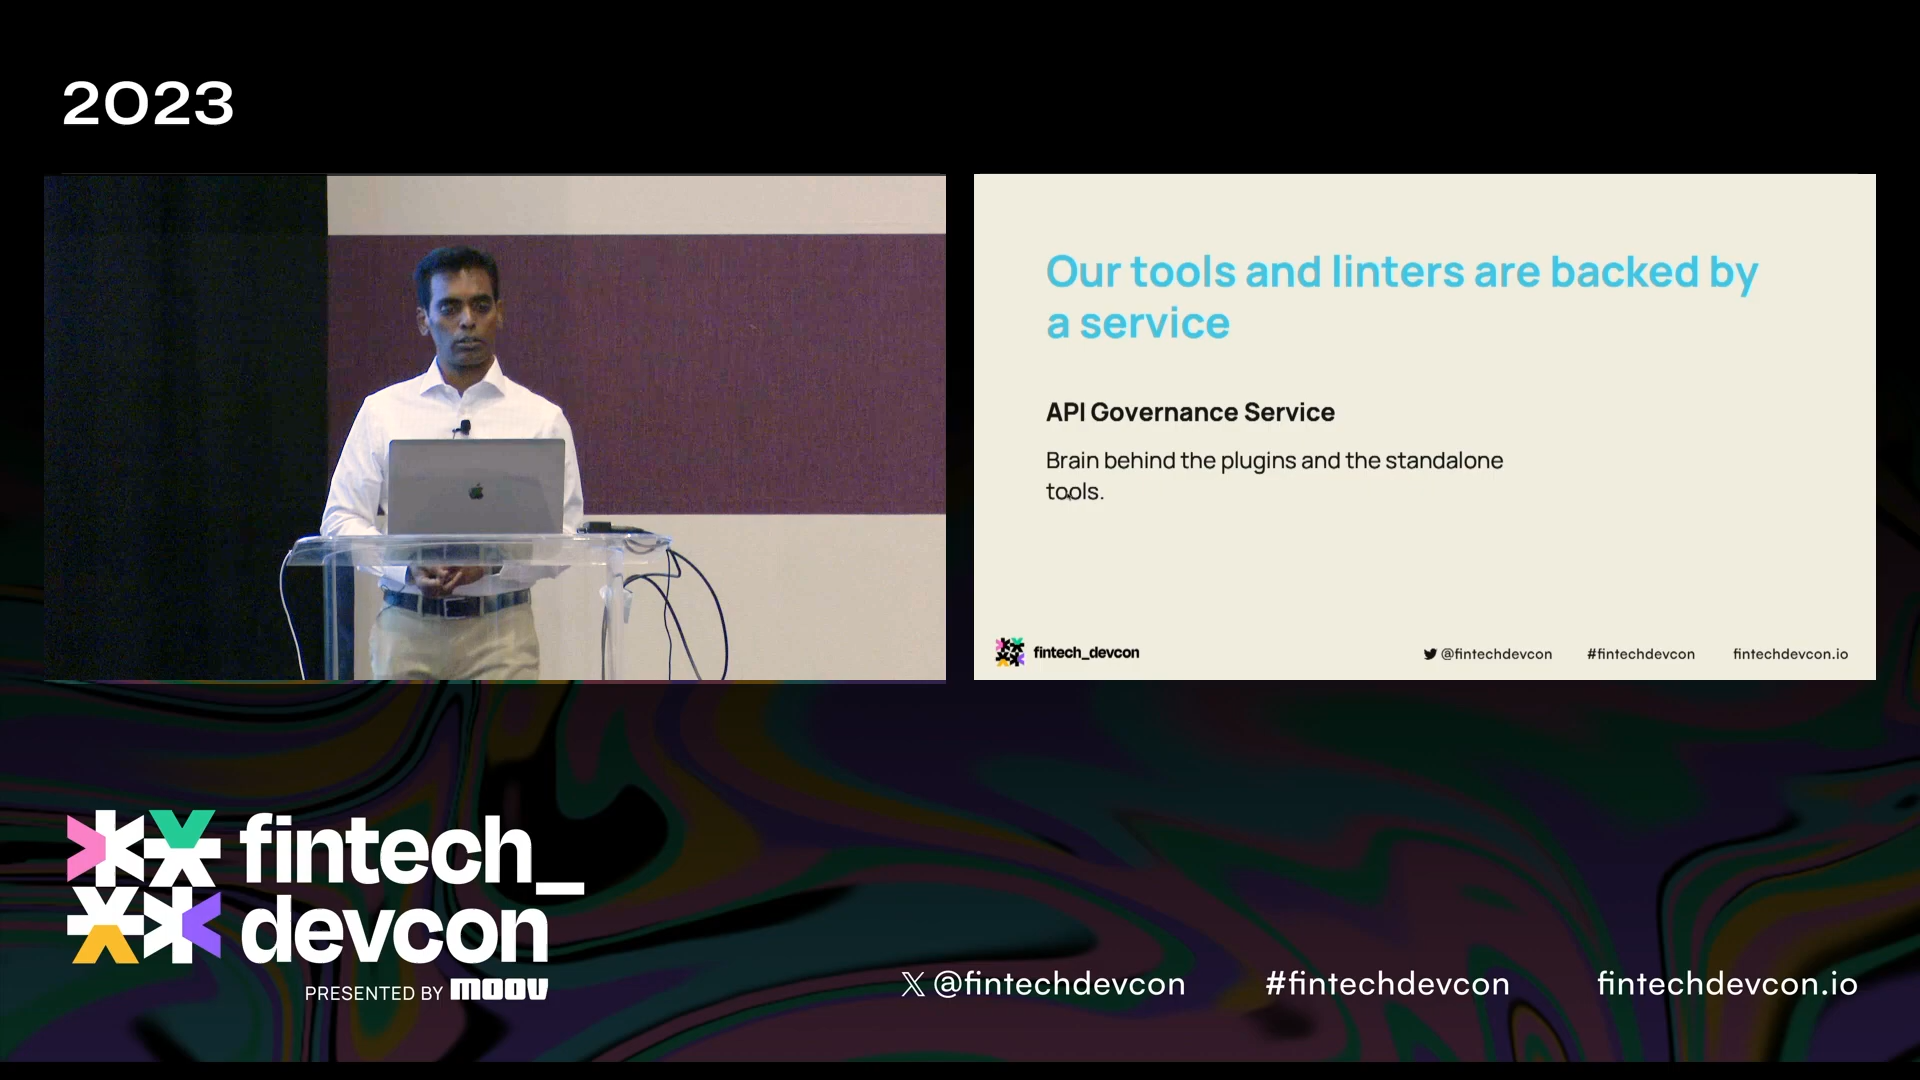 2023
Our tools and linters are backed by
a service
API Governance Service
Brain behind the plugins and the standalone
tools.
fintech_devcon
@fintechdevcon
#fintechdevcon
fintechdevcon.io
fintech_
devcon
PRESENTED BY moov
@fintechdevcon
#fintechdevcon
fintechdevcon.io